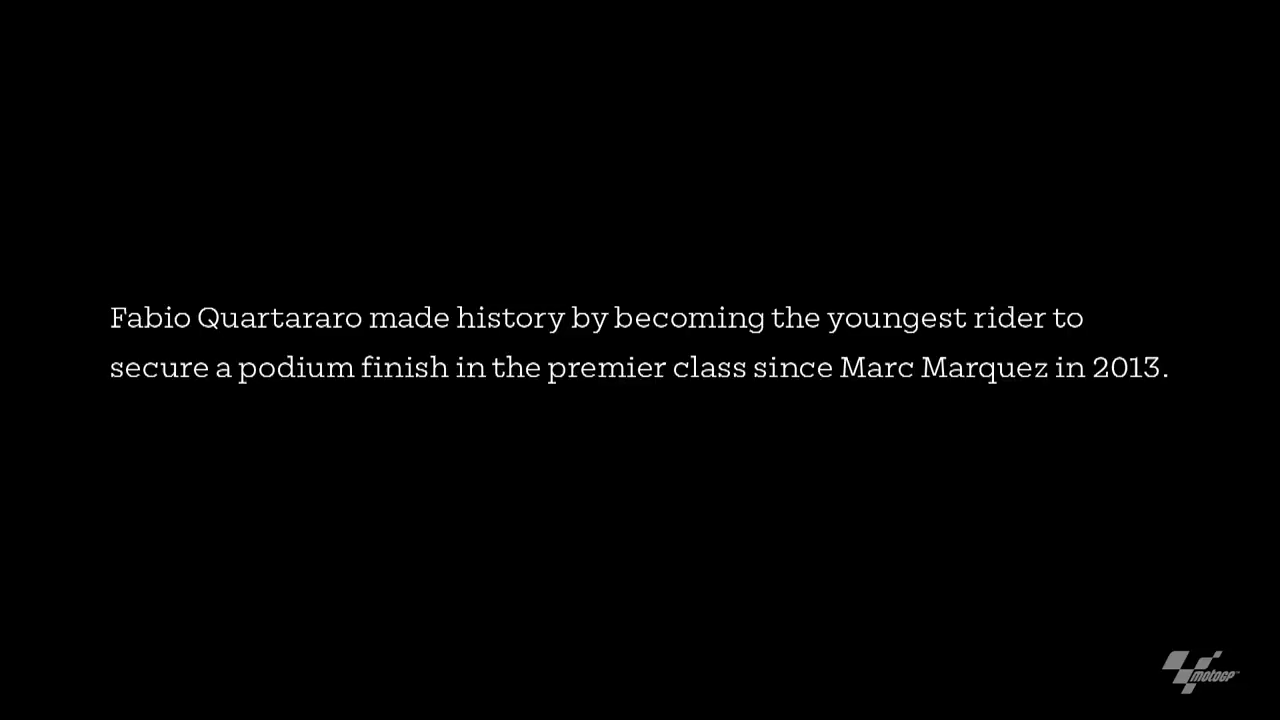 Fabio Quartararo made history by becoming the youngest rider to
secure a podium finish in the premier class since Marc Marquez in 2013.
motoGP™